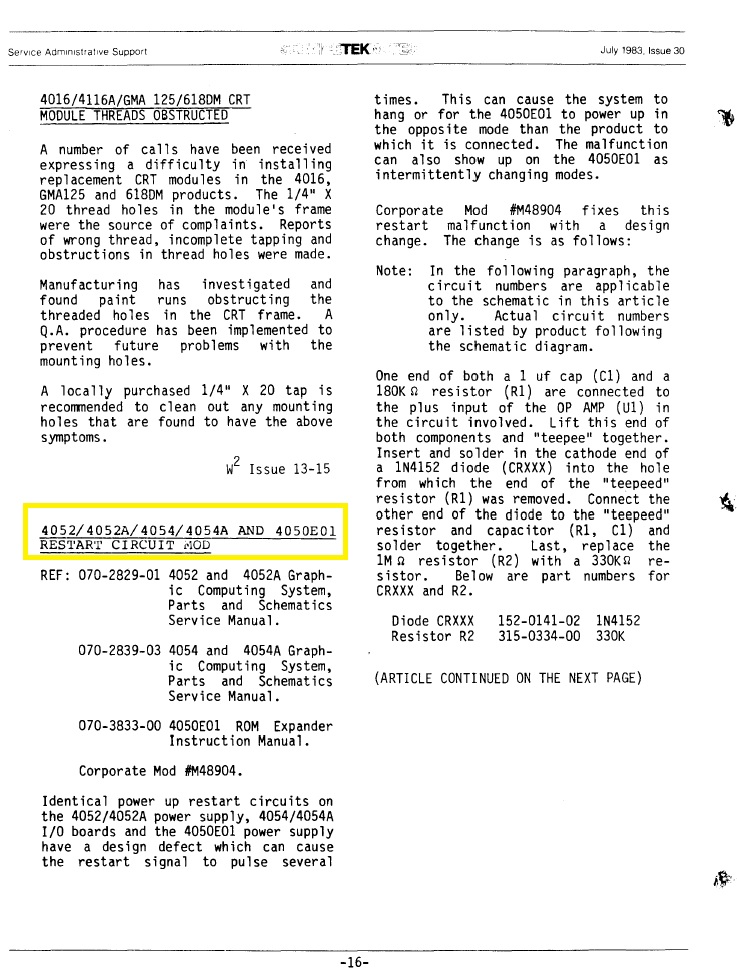 Service Administrative Support
TEK
July 1983, Issue 30
4016/4116A/GMA 125/618DM CRT
MODULE THREADS OBSTRUCTED
A number of calls have been received
expressing a difficulty in installing
replacement CRT modules in the 4016,
GMA125 and 618DM products. The 1/4" X
20 thread holes in the module's frame
were the source of complaints. Reports
of wrong thread, incomplete tapping and
obstructions in thread holes were made.
Manufacturing has investigated and
found paint runs obstructing the
threaded holes in the CRT frame. A
Q.A. procedure has been implemented to
prevent future problems with the
mounting holes.
A locally purchased 1/4" X 20 tap is
recommended to clean out any mounting
holes that are found to have the above
symptoms.
W2 Issue 13-15
4052/4052A/4054/4054A AND 4050E01
RESTART CIRCUIT MOD
REF: 070-2829-01 4052 and 4052A Graph-
ic Computing System,
Parts and Schematics
Service Manual.
070-2839-03 4054 and 4054A Graph-
ic Computing System,
Parts and Schematics
Service Manual.
070-3833-00 4050E01 ROM Expander
Instruction Manual.
Corporate Mod #M48904.
Identical power up restart circuits on
the 4052/4052A power supply, 4054/4054A
I/O boards and the 4050E01 power supply
have a design defect which can cause
the restart signal to pulse several
times. This can cause the system to
hang or for the 4050E01 to power up in
the opposite mode than the product to
which it is connected. The malfunction
can also show up on the 4050E01 as
intermittently changing modes.
Corporate Mod #M48904 fixes this
restart malfunction with a design
change. The change is as follows:
Note: In the following paragraph, the
circuit numbers are applicable
to the schematic in this article
only. Actual circuit numbers
are listed by product following
the schematic diagram.
One end of both a 1 uf cap (C1) and a
180KΩ resistor (R1) are connected to
the plus input of the OP AMP (U1) in
the circuit involved. Lift this end of
both components and "teepee" together.
Insert and solder in the cathode end of
a 1N4152 diode (CRXXX) into the hole
from which the end of the "teepeed"
resistor (R1) was removed. Connect the
other end of the diode to the "teepeed"
resistor and capacitor (R1, C1) and
solder together. Last, replace the
1MΩ resistor (R2) with a 330KΩ re-
sistor. Below are part numbers for
CRXXX and R2.
Diode CRXXX 152-0141-02 1N4152
Resistor R2 315-0334-00 330K
(ARTICLE CONTINUED ON THE NEXT PAGE)
-16-